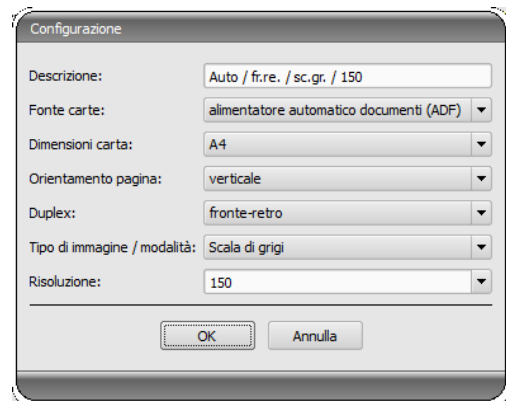 Configurazione
Descrizione: Auto / fr.re. / sc.gr. / 150
Fonte carte: alimentatore automatico documenti (ADF)
Dimensioni carta: A4
Orientamento pagina: verticale
Duplex: fronte-retro
Tipo di immagine / modalità: Scala di grigi
Risoluzione: 150
OK Annulla